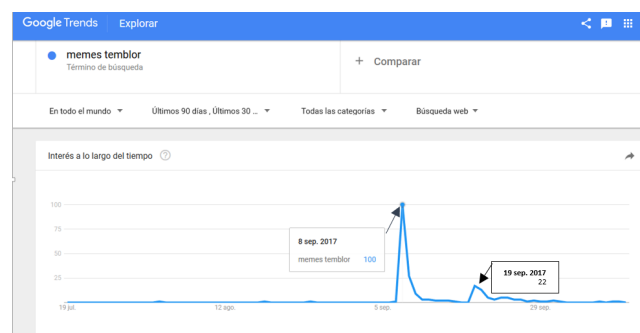 Google Trends Explorar
memes temblor
Término de búsqueda
+ Comparar
En todo el mundo Últimos 90 días , Últimos 30 ... Todas las categorías Búsqueda web
Interés a lo largo del tiempo
100
75
50
25
8 sep. 2017
memes temblor 100
19 sep. 2017
22
19 jul. 12 ago. 5 sep. 29 sep.